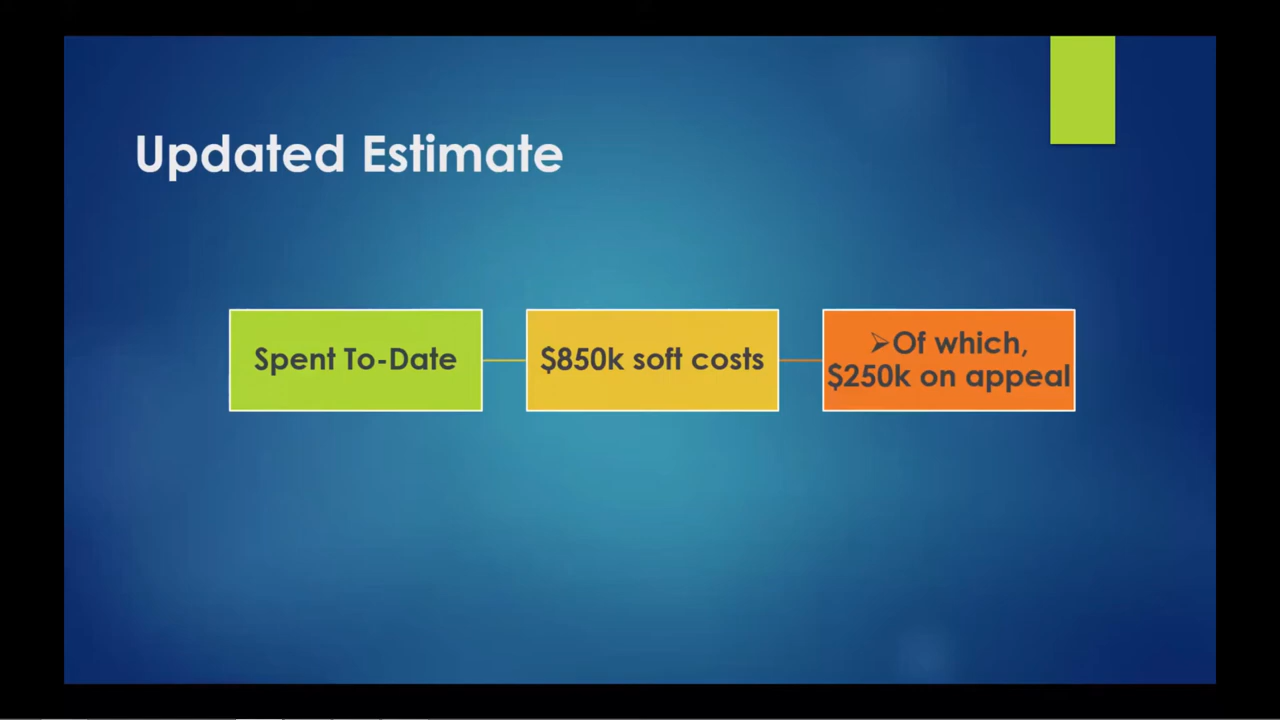 Updated Estimate
Spent To-Date
$850k soft costs
➢Of which,
$250k on appeal